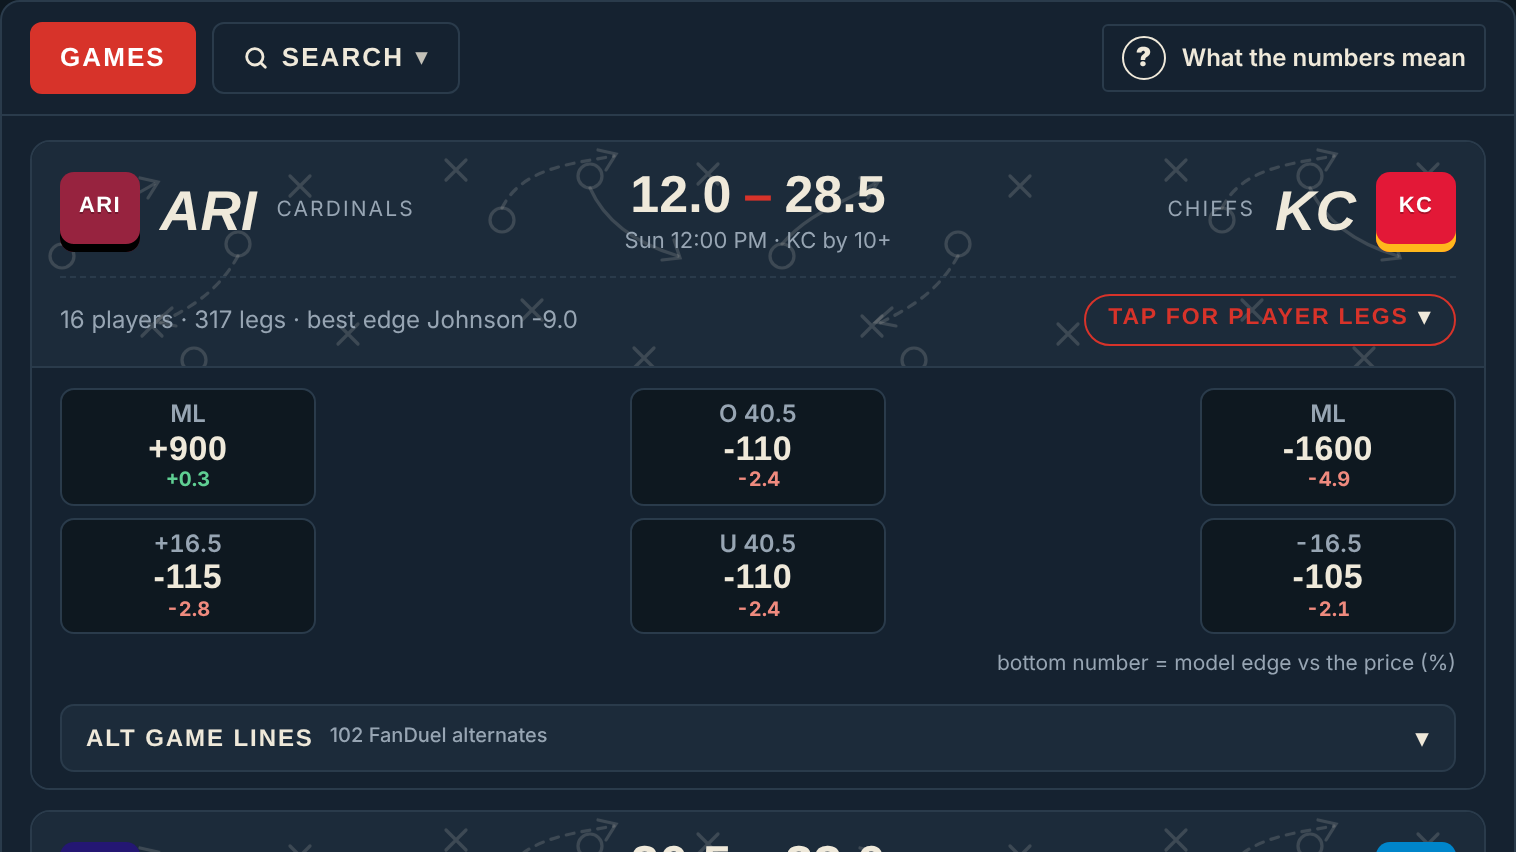 GAMES
SEARCH ▼
? What the numbers mean
ARI ARI CARDINALS
12.0 – 28.5
Sun 12:00 PM · KC by 10+
CHIEFS KC KC
16 players · 317 legs · best edge Johnson -9.0
TAP FOR PLAYER LEGS ▼
ML
+900
+0.3
O 40.5
-110
-2.4
ML
-1600
-4.9
+16.5
-115
-2.8
U 40.5
-110
-2.4
-16.5
-105
-2.1
bottom number = model edge vs the price (%)
ALT GAME LINES 102 FanDuel alternates ▼